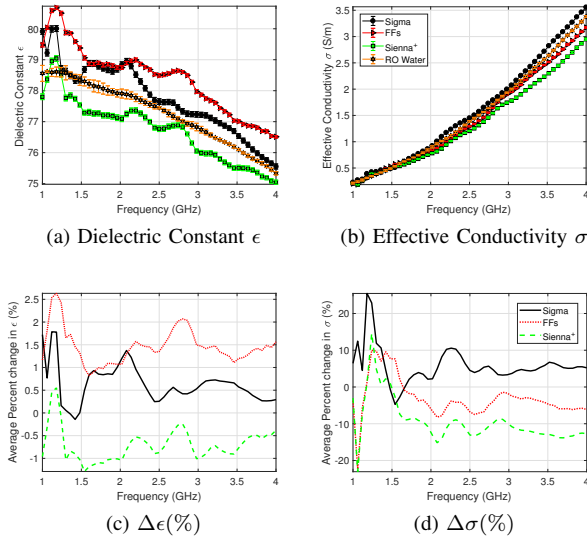 Dielectric Constant ϵ
80
79
78
77
76
75
1 1.5 2 2.5 3 3.5 4
Frequency (GHz)
Sigma
FFs
Sienna+
(a) Dielectric Constant ϵ
Effective Conductivity σ (S/m)
3.5
3
2.5
2
1.5
1
0.5
1 1.5 2 2.5 3 3.5 4
Frequency (GHz)
Sigma
FFs
Sienna+
RO Water
(b) Effective Conductivity σ
Average Percent change in ϵ (%)
2.5
2
1.5
1
0.5
0
-0.5
-1
1 1.5 2 2.5 3 3.5 4
Frequency (GHz)
(c) Δϵ(%)
Average Percent change in σ (%)
20
10
0
-10
-20
1 1.5 2 2.5 3 3.5 4
Frequency (GHz)
Sigma
FFs
Sienna+
(d) Δσ(%)